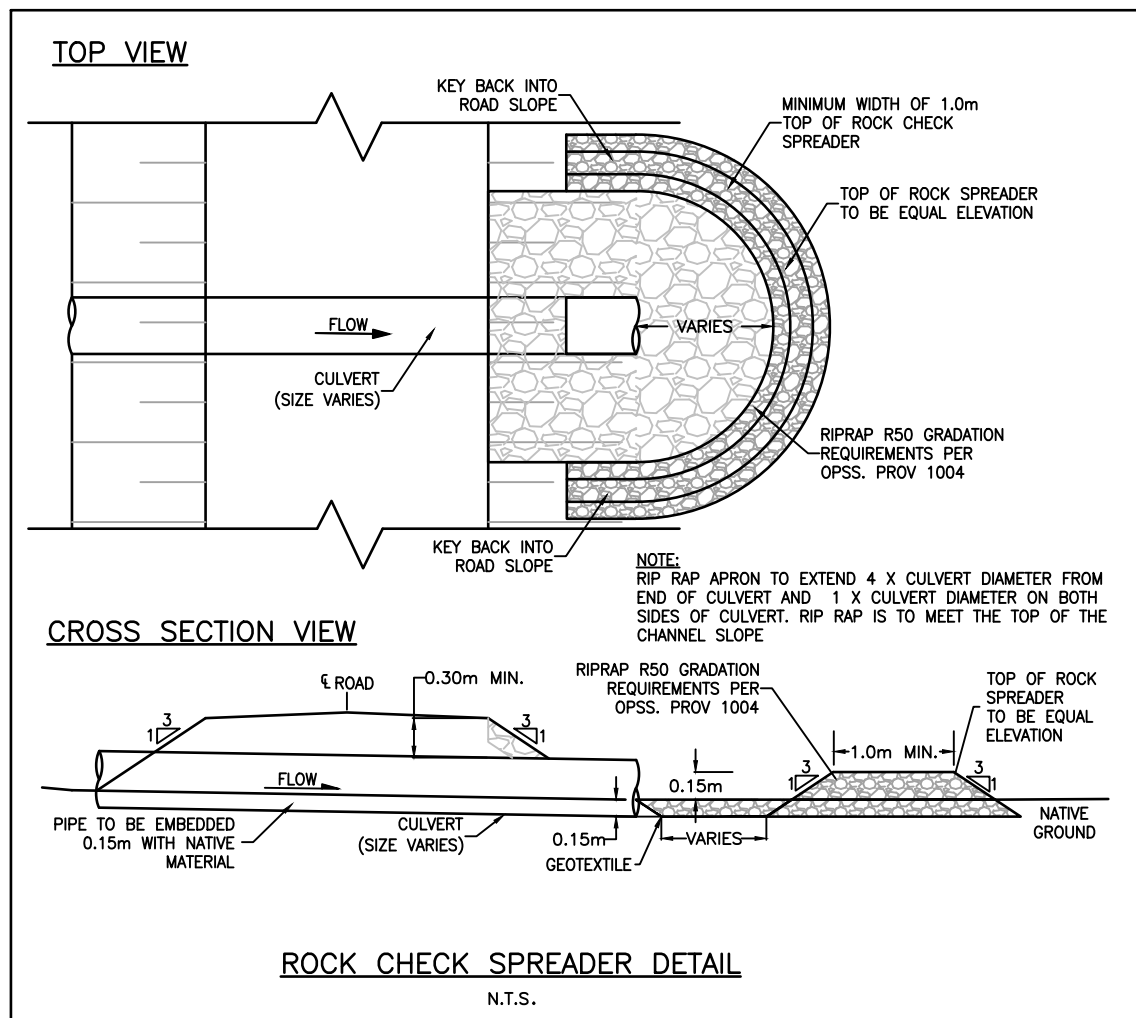 TOP VIEW
KEY BACK INTO
ROAD SLOPE
MINIMUM WIDTH OF 1.0m
TOP OF ROCK CHECK
SPREADER
TOP OF ROCK SPREADER
TO BE EQUAL ELEVATION
FLOW
VARIES
CULVERT
(SIZE VARIES)
RIPRAP R50 GRADATION
REQUIREMENTS PER
OPSS. PROV 1004
KEY BACK INTO
ROAD SLOPE
NOTE:
RIP RAP APRON TO EXTEND 4 X CULVERT DIAMETER FROM
END OF CULVERT AND 1 X CULVERT DIAMETER ON BOTH
SIDES OF CULVERT. RIP RAP IS TO MEET THE TOP OF THE
CHANNEL SLOPE
CROSS SECTION VIEW
℄ ROAD
0.30m MIN.
RIPRAP R50 GRADATION
REQUIREMENTS PER
OPSS. PROV 1004
TOP OF ROCK
SPREADER
TO BE EQUAL
ELEVATION
3
1
3
1
1.0m MIN.
3
1
3
1
FLOW
0.15m
PIPE TO BE EMBEDDED
0.15m WITH NATIVE
MATERIAL
CULVERT
(SIZE VARIES)
0.15m
VARIES
GEOTEXTILE
NATIVE
GROUND
ROCK CHECK SPREADER DETAIL
N.T.S.